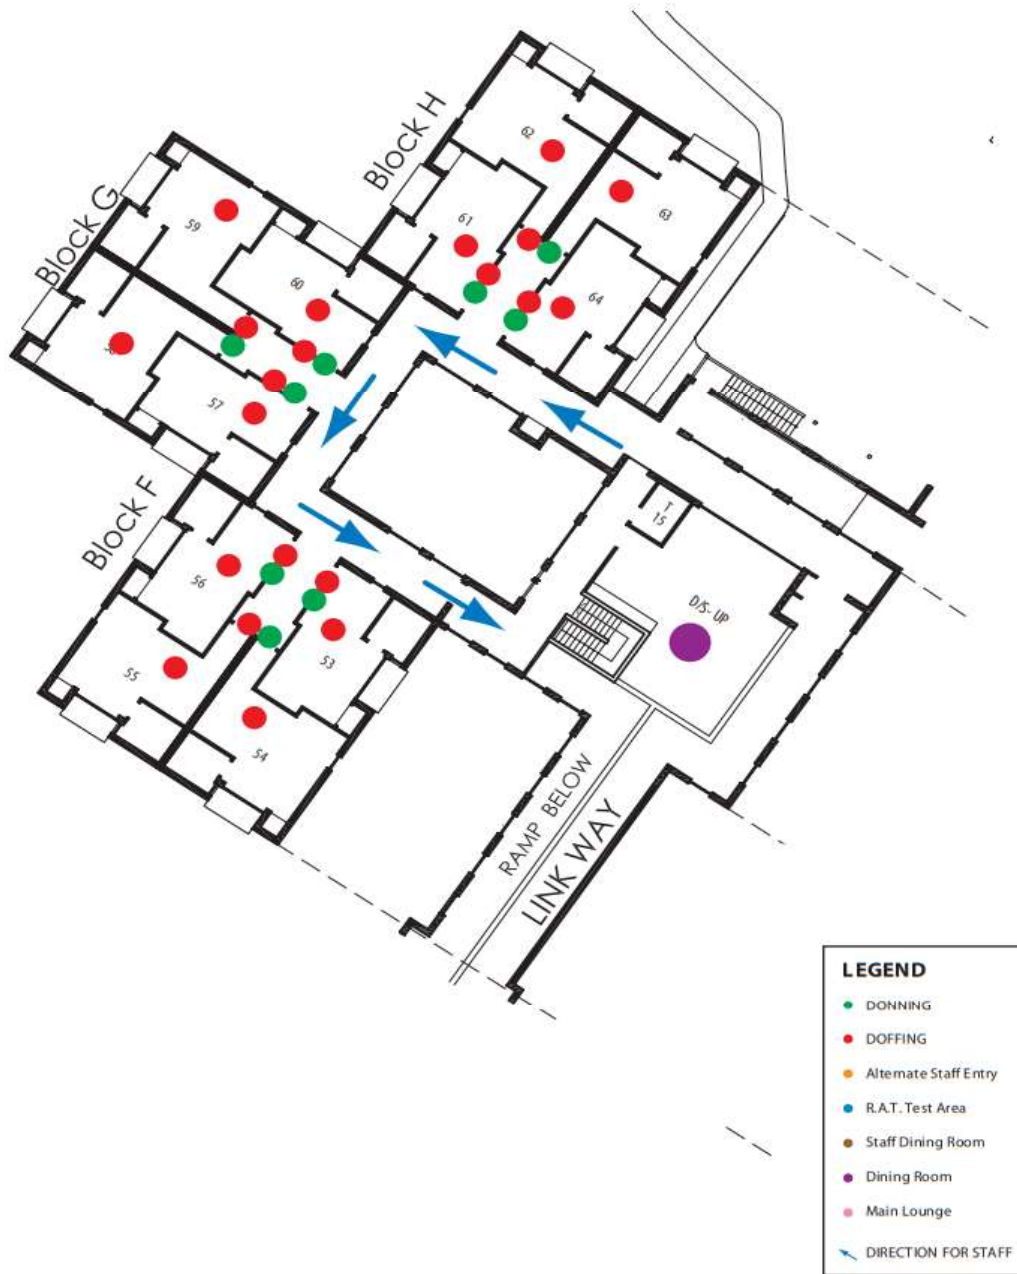 Block H
62
63
61
64
Block G
59
60
57
Block F
56
55
53
54
T
15
D/S- UP
RAMP BELOW
LINK WAY
LEGEND
DONNING
DOFFING
Alternate Staff Entry
R.A.T. Test Area
Staff Dining Room
Dining Room
Main Lounge
DIRECTION FOR STAFF